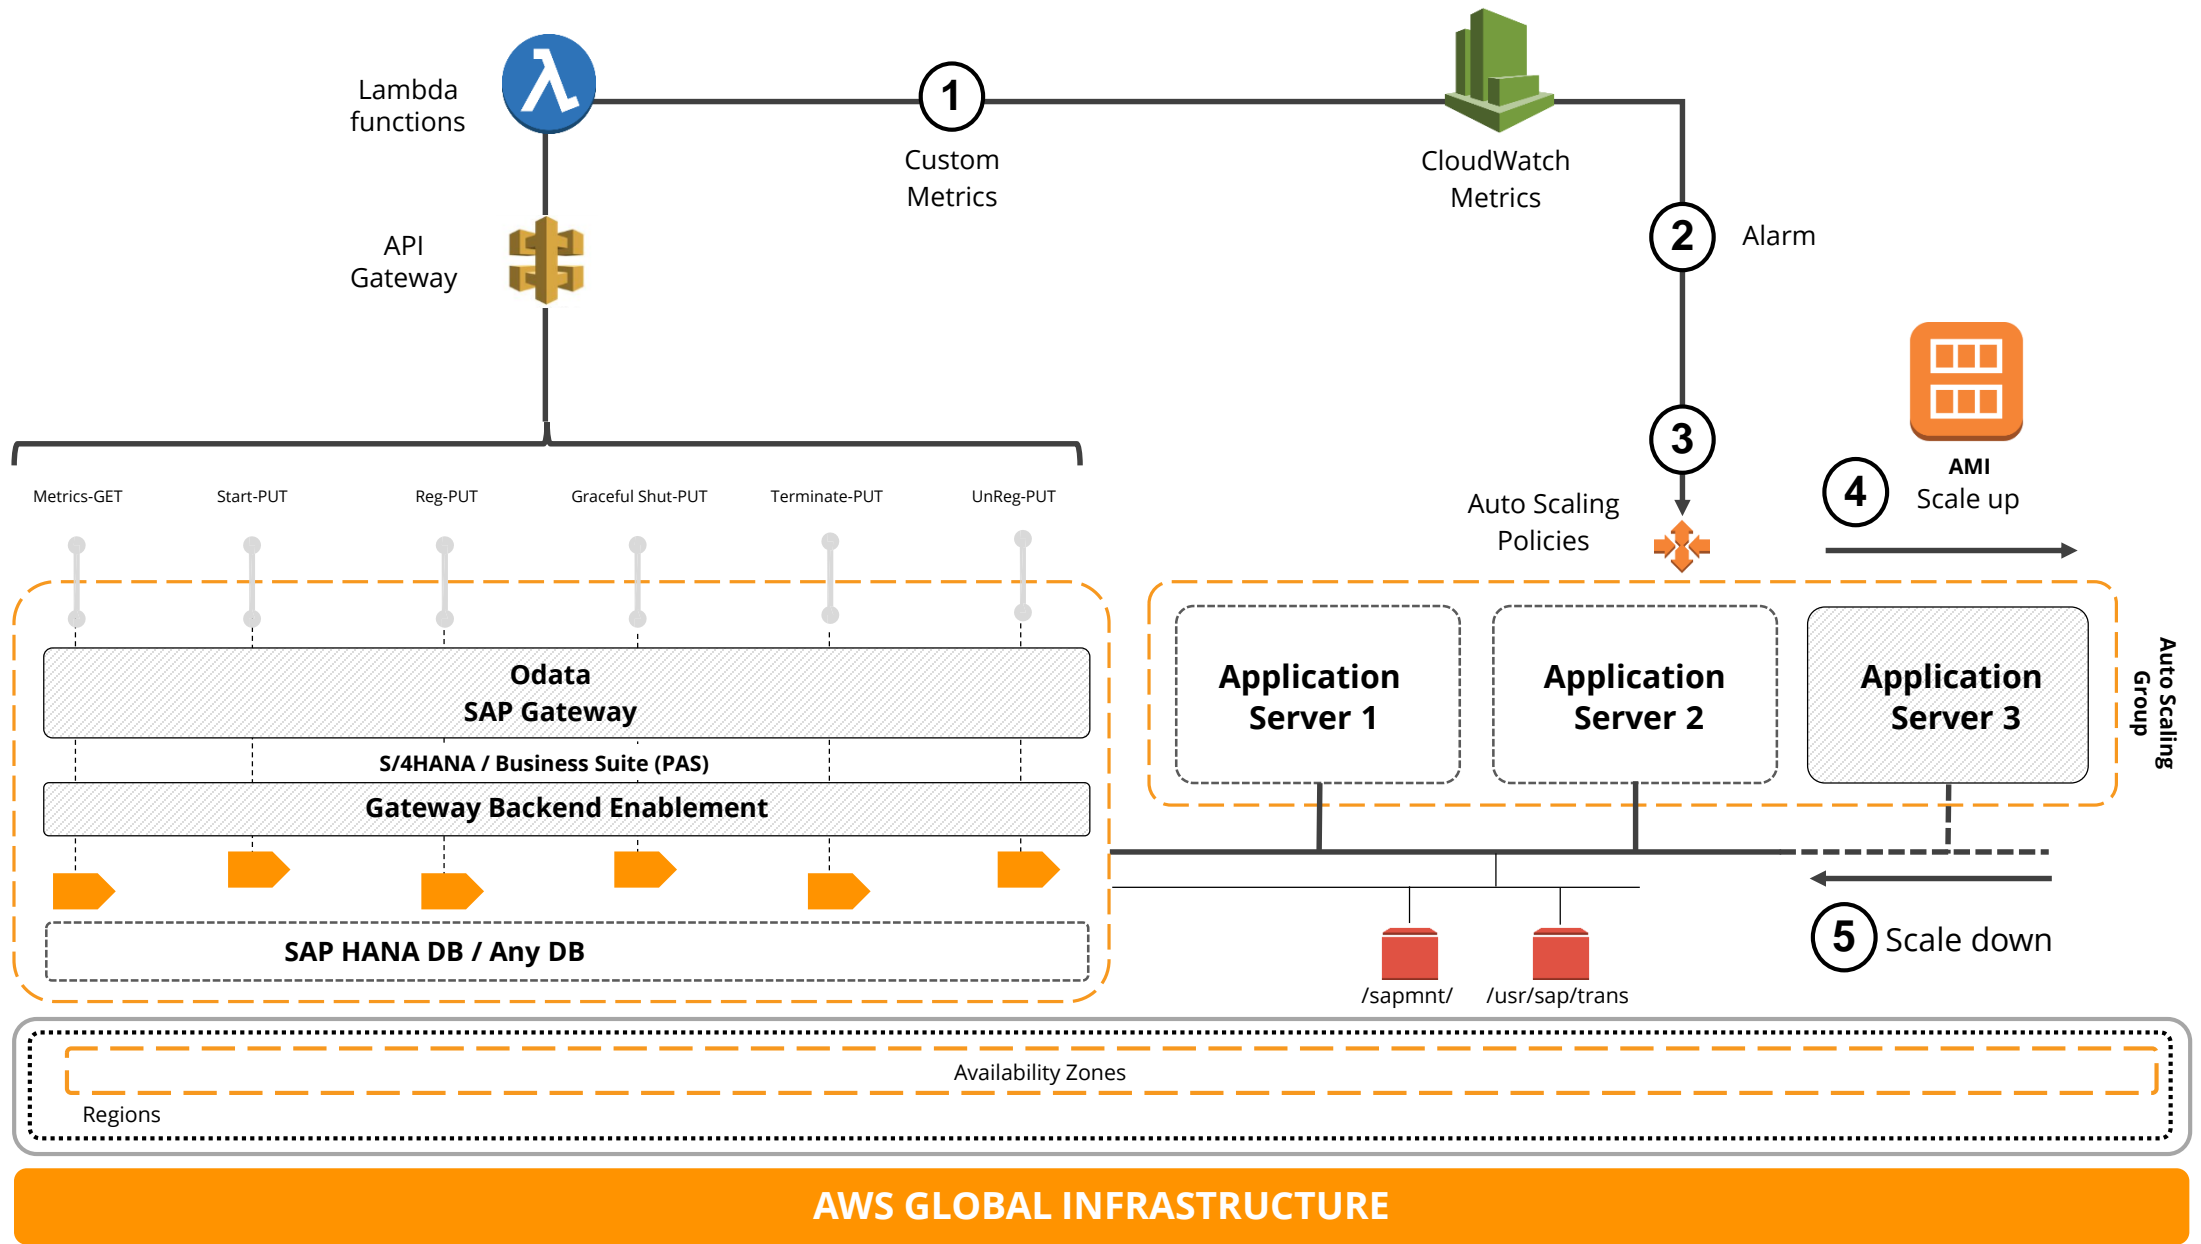 Lambda
functions
1
Custom
Metrics
CloudWatch
Metrics
2
Alarm
API
Gateway
3
Auto Scaling
Policies
4
AMI
Scale up
Metrics-GET
Start-PUT
Reg-PUT
Graceful Shut-PUT
Terminate-PUT
UnReg-PUT
Odata
SAP Gateway
S/4HANA / Business Suite (PAS)
Gateway Backend Enablement
SAP HANA DB / Any DB
Application
Server 1
Application
Server 2
Application
Server 3
Auto Scaling
Group
5
Scale down
/sapmnt/
/usr/sap/trans
Availability Zones
Regions
AWS GLOBAL INFRASTRUCTURE